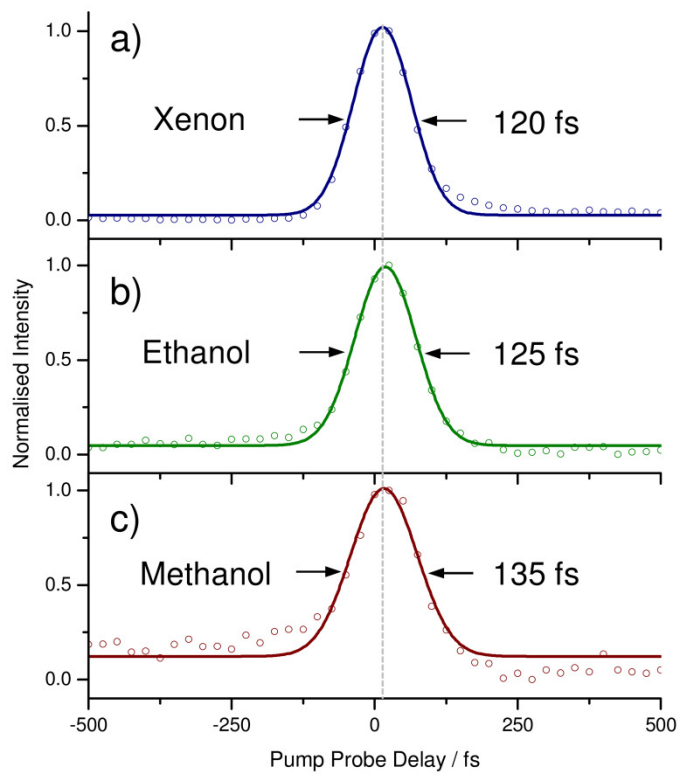 a)
Xenon
120 fs
1.0
0.5
0.0
b)
Ethanol
125 fs
1.0
0.5
0.0
c)
Methanol
135 fs
1.0
0.5
0.0
Normalised Intensity
-500 -250 0 250 500
Pump Probe Delay / fs